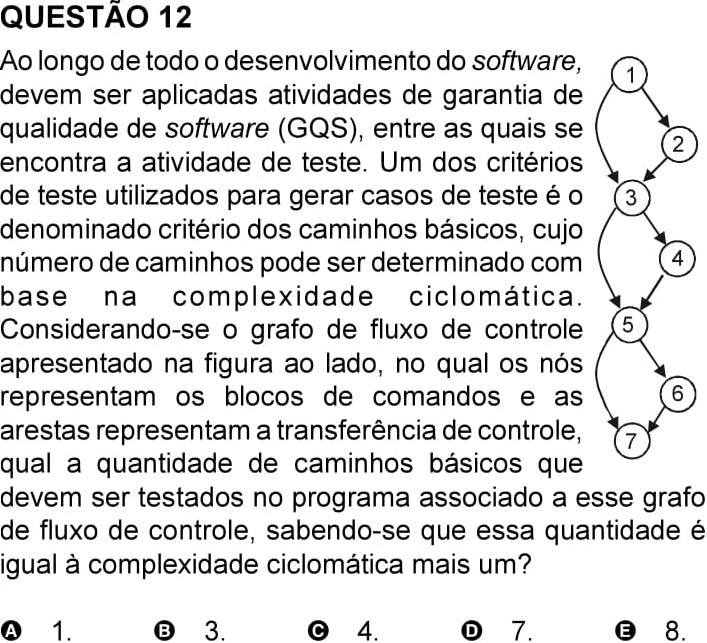 QUESTÃO 12
Ao longo de todo o desenvolvimento do software,
devem ser aplicadas atividades de garantia de
qualidade de software (GQS), entre as quais se
encontra a atividade de teste. Um dos critérios
de teste utilizados para gerar casos de teste é o
denominado critério dos caminhos básicos, cujo
número de caminhos pode ser determinado com
base na complexidade ciclomática.
Considerando-se o grafo de fluxo de controle
apresentado na figura ao lado, no qual os nós
representam os blocos de comandos e as
arestas representam a transferência de controle,
qual a quantidade de caminhos básicos que
devem ser testados no programa associado a esse grafo
de fluxo de controle, sabendo-se que essa quantidade é
igual à complexidade ciclomática mais um?
A 1. B 3. C 4. D 7. E 8.
1
2
3
4
5
6
7